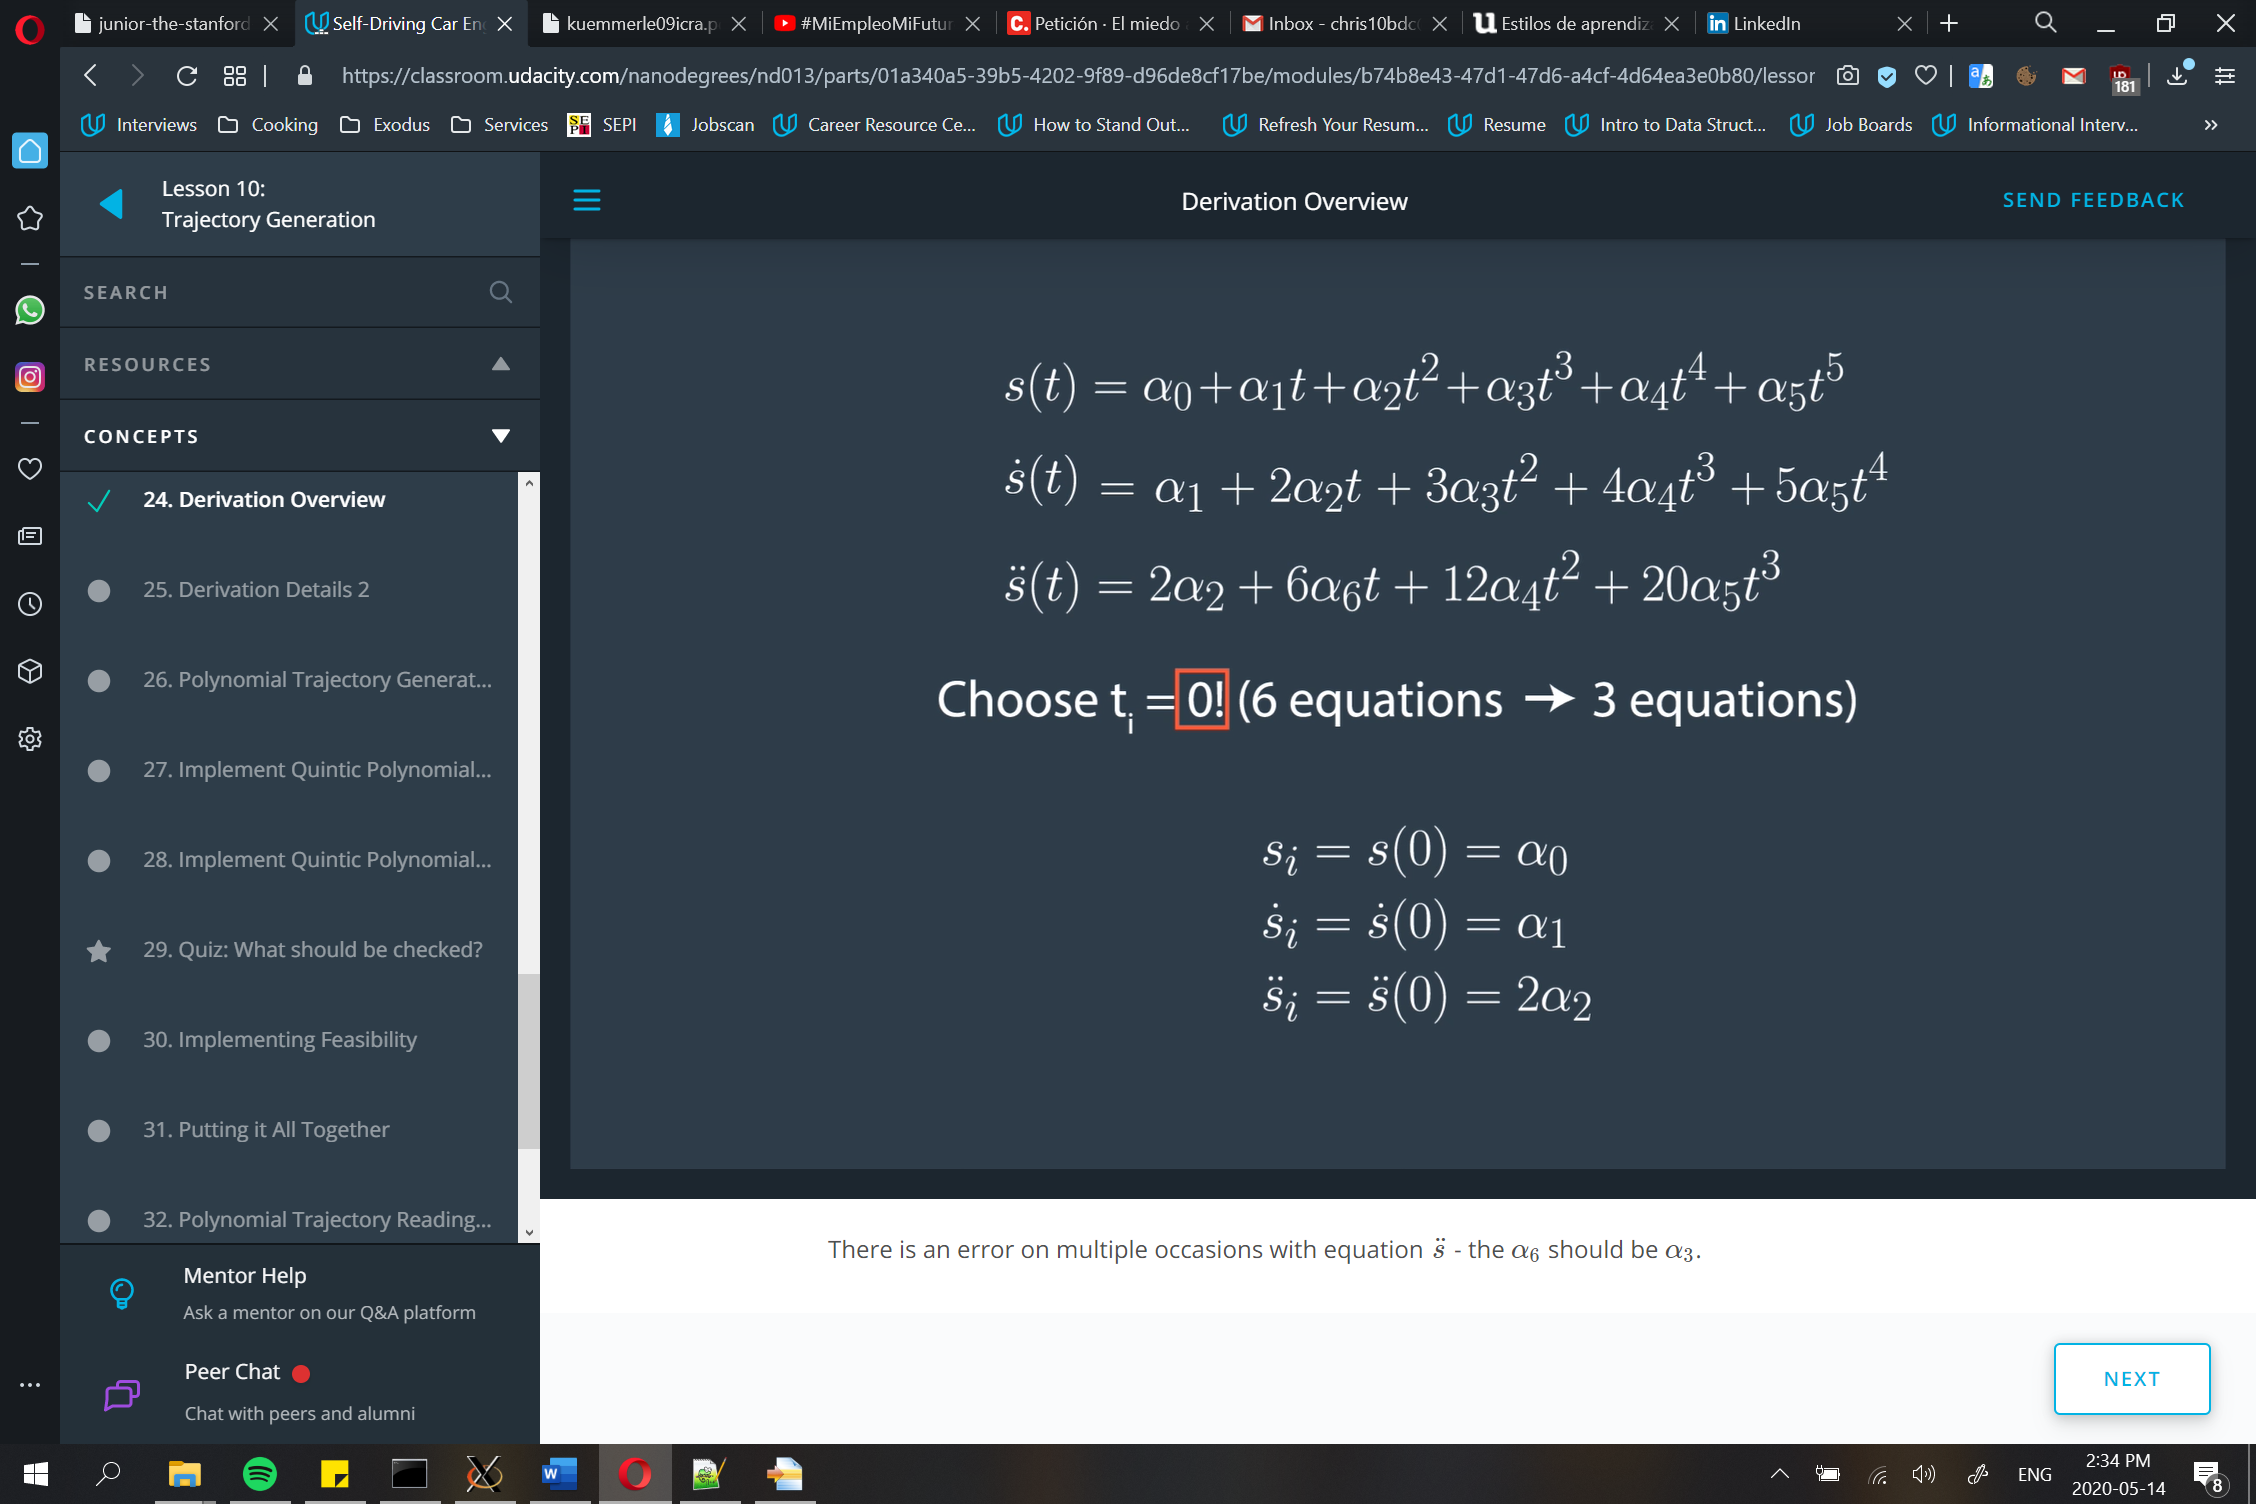 junior-the-stanford
Self-Driving Car En
kuemmerle09icra.p
#MiEmpleoMiFutur
Petición · El miedo
Inbox - chris10bdc
Estilos de aprendiz
LinkedIn
https://classroom.udacity.com/nanodegrees/nd013/parts/01a340a5-39b5-4202-9f89-d96de8cf17be/modules/b74b8e43-47d1-47d6-a4cf-4d64ea3e0b80/lessor
181
Interviews
Cooking
Exodus
Services
SEPI
Jobscan
Career Resource Ce...
How to Stand Out...
Refresh Your Resum...
Resume
Intro to Data Struct...
Job Boards
Informational Interv...
Lesson 10:
Trajectory Generation
Derivation Overview
SEND FEEDBACK
SEARCH
RESOURCES
CONCEPTS
24. Derivation Overview
25. Derivation Details 2
26. Polynomial Trajectory Generat...
27. Implement Quintic Polynomial...
28. Implement Quintic Polynomial...
29. Quiz: What should be checked?
30. Implementing Feasibility
31. Putting it All Together
32. Polynomial Trajectory Reading...
Mentor Help
Ask a mentor on our Q&A platform
Peer Chat
Chat with peers and alumni
s(t) = α₀+α₁t+α₂t²+α₃t³+α₄t⁴+α₅t⁵
ṡ(t) = α₁ + 2α₂t + 3α₃t² + 4α₄t³ + 5α₅t⁴
s̈(t) = 2α₂ + 6α₆t + 12α₄t² + 20α₅t³
Choose tᵢ = 0! (6 equations → 3 equations)
sᵢ = s(0) = α₀
ṡᵢ = ṡ(0) = α₁
s̈ᵢ = s̈(0) = 2α₂
There is an error on multiple occasions with equation s̈ - the α₆ should be α₃.
NEXT
ENG
2:34 PM
2020-05-14
8